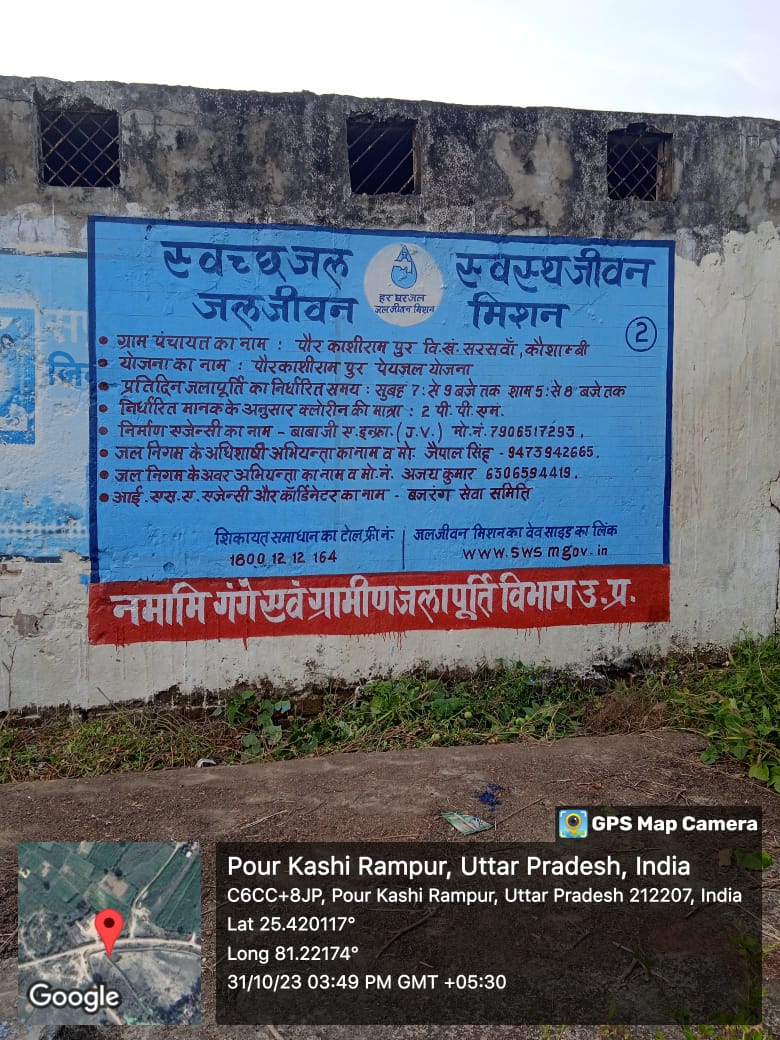 स्वच्छ जल स्वस्थ जीवन
हर घर जल
जल जीवन मिशन
जल जीवन मिशन
2
• ग्राम पंचायत का नाम : पौर काशीराम पुर वि.सं. सरसवाँ, कौशाम्बी
• योजना का नाम : पौरकाशीराम पुर पेयजल योजना
• प्रतिदिन जलापूर्ति का निर्धारित समय : सुबह 7: से 9 बजे तक शाम 5: से 8 बजे तक
• निर्धारित मानक के अनुसार क्लोरीन की मात्रा : 2 पी. पी. एम.
• निर्माण एजेन्सी का नाम - बाबाजी ए. इन्फ्रा. (J.V.) मो.नं. 7906517293,
• जल निगम के अधिशाषी अभियन्ता का नाम व मो. जैपाल सिंह - 9473942665,
• जल निगम के अवर अभियन्ता का नाम व मो.नं. अजय कुमार 6306594419,
• आई.एस.ए. एजेन्सी और कॉर्डिनेटर का नाम - बजरंग सेवा समिति
शिकायत समाधान का टोल फ्री नं:
1800 12 12 164
जल जीवन मिशन का वेव साइड का लिंक
www.swsmgov.in
नमामि गंगे एवं ग्रामीण जलापूर्ति विभाग उ.प्र.
GPS Map Camera
Pour Kashi Rampur, Uttar Pradesh, India
C6CC+8JP, Pour Kashi Rampur, Uttar Pradesh 212207, India
Lat 25.420117°
Long 81.22174°
31/10/23 03:49 PM GMT +05:30
Google